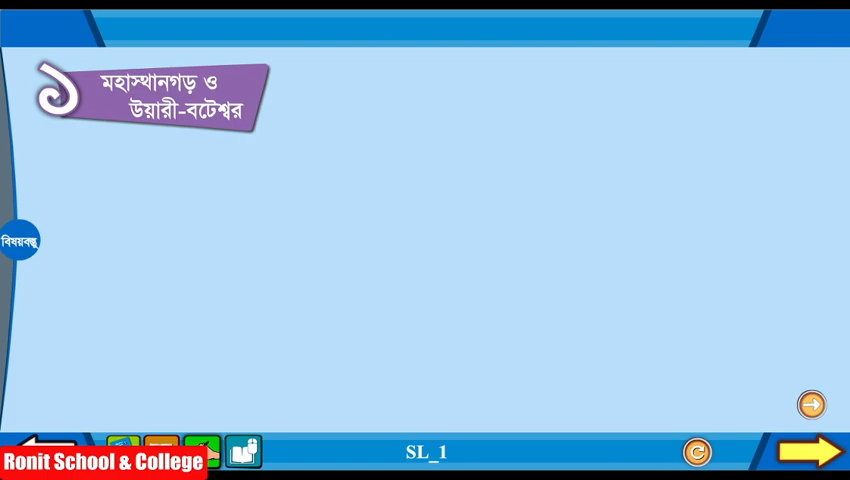 ১
মহাস্থানগড় ও
উয়ারী-বটেশ্বর
বিষয়বস্তু
SL_1
Ronit School & College